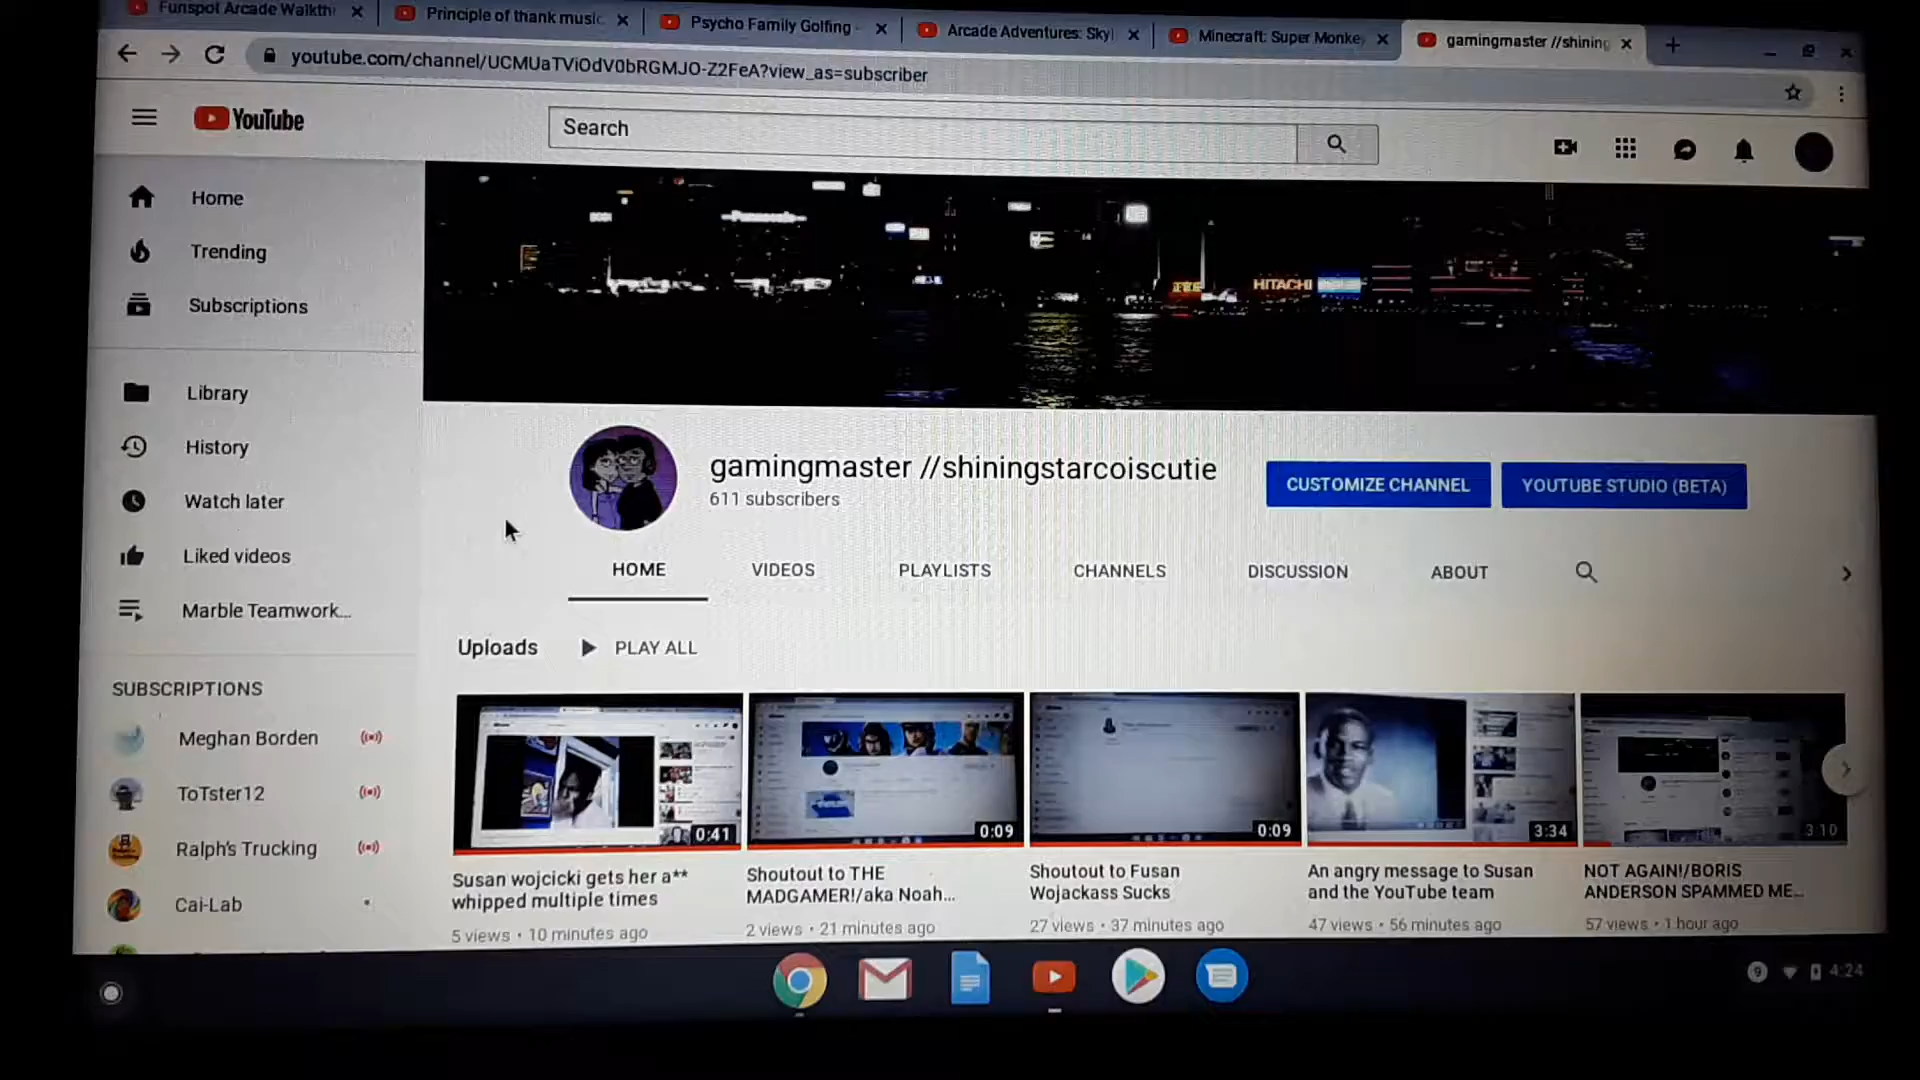 Funspot Arcade Walkth
Principle of thank music
Psycho Family Golfing -
Arcade Adventures: Skyl
Minecraft: Super Monke
gamingmaster //shining
youtube.com/channel/UCMUaTViOdV0bRGMJO-Z2FeA?view_as=subscriber
YouTube
Search
Home
Trending
Subscriptions
Library
History
Watch later
Liked videos
Marble Teamwork...
SUBSCRIPTIONS
Meghan Borden
ToTster12
Ralph's Trucking
Cai-Lab
Panasonic
HITACHI
gamingmaster //shiningstarcoiscutie
611 subscribers
CUSTOMIZE CHANNEL
YOUTUBE STUDIO (BETA)
HOME
VIDEOS
PLAYLISTS
CHANNELS
DISCUSSION
ABOUT
Uploads
PLAY ALL
0:41
0:09
0:09
3:34
3:10
Susan wojcicki gets her a**
whipped multiple times
5 views • 10 minutes ago
Shoutout to THE
MADGAMER!/aka Noah...
2 views • 21 minutes ago
Shoutout to Fusan
Wojackass Sucks
27 views • 37 minutes ago
An angry message to Susan
and the YouTube team
47 views • 56 minutes ago
NOT AGAIN!/BORIS
ANDERSON SPAMMED ME...
57 views • 1 hour ago
9
4:24